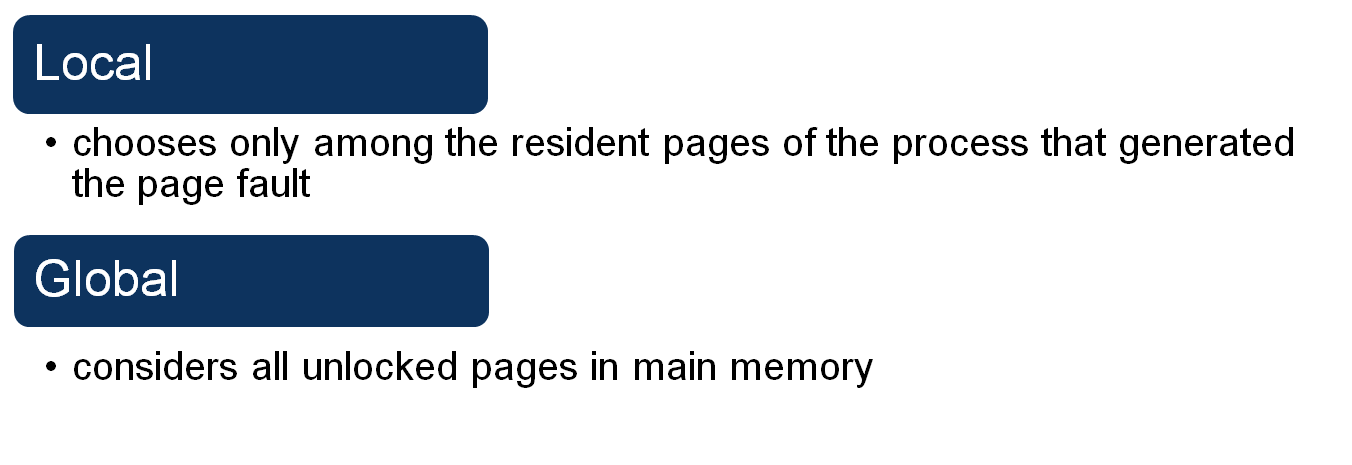 Local
• chooses only among the resident pages of the process that generated
the page fault
Global
• considers all unlocked pages in main memory